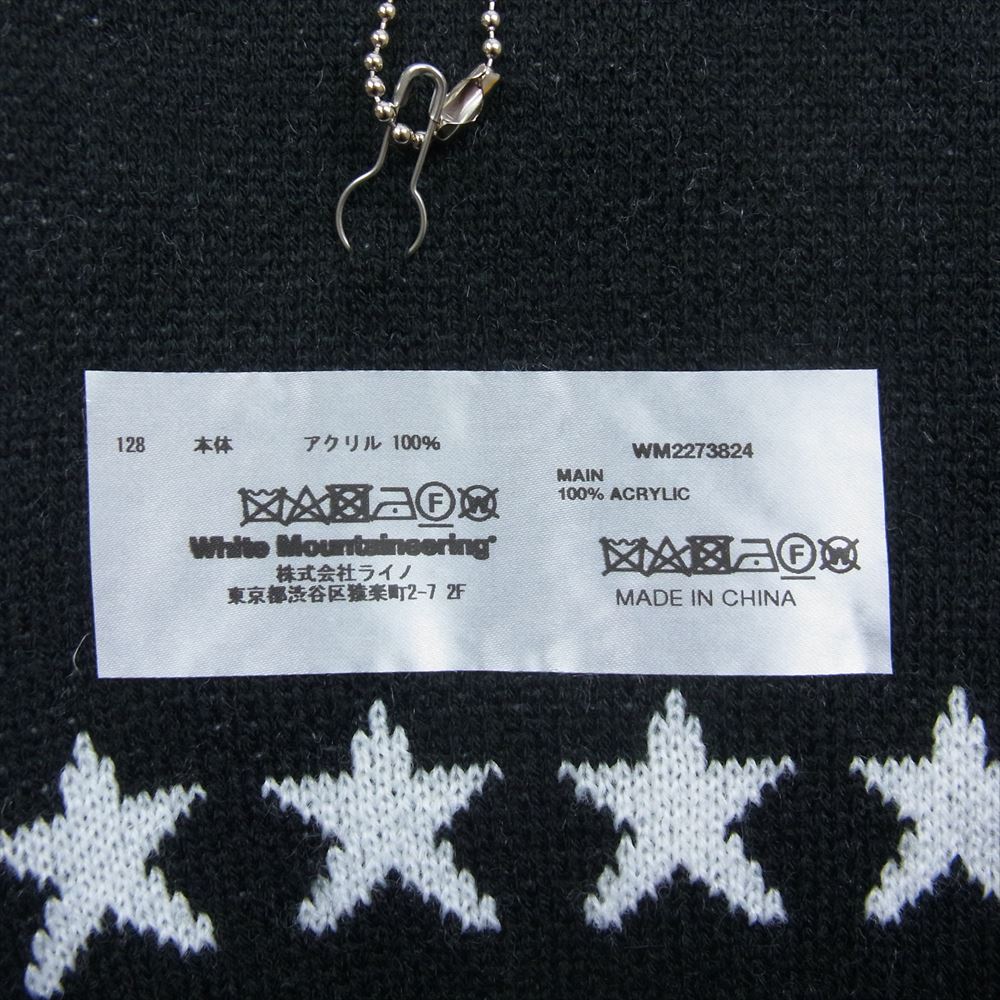 128 本体 アクリル 100%
White Mountaineering®
株式会社ライノ
東京都渋谷区猿楽町2-7 2F
WM2273824
MAIN
100% ACRYLIC
F W
F W
MADE IN CHINA